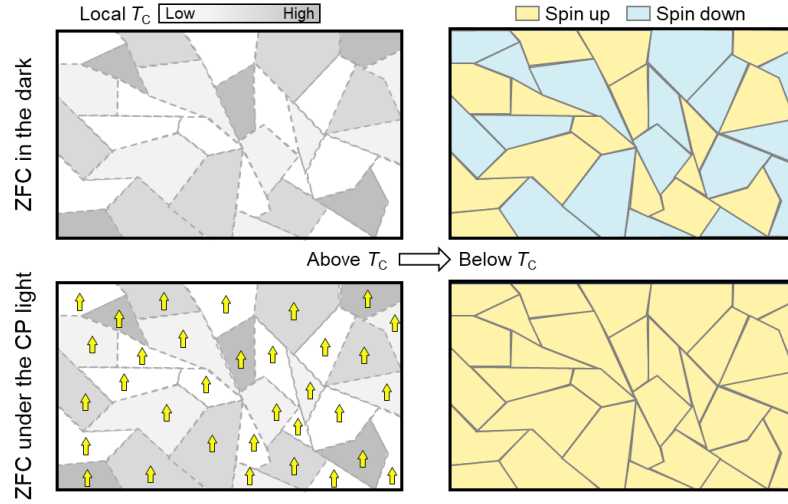 Local TC Low High
Spin up Spin down
ZFC in the dark
Above TC Below TC
ZFC under the CP light